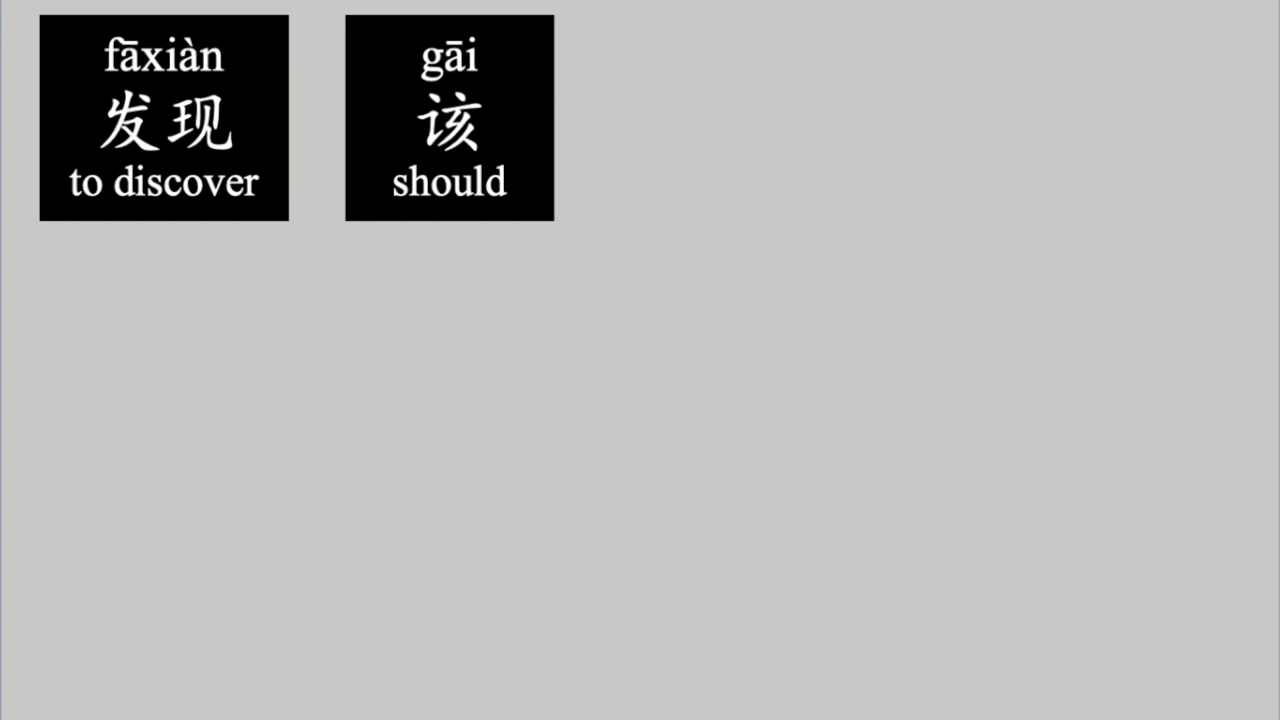 fāxiàn
发现
to discover
gāi
该
should